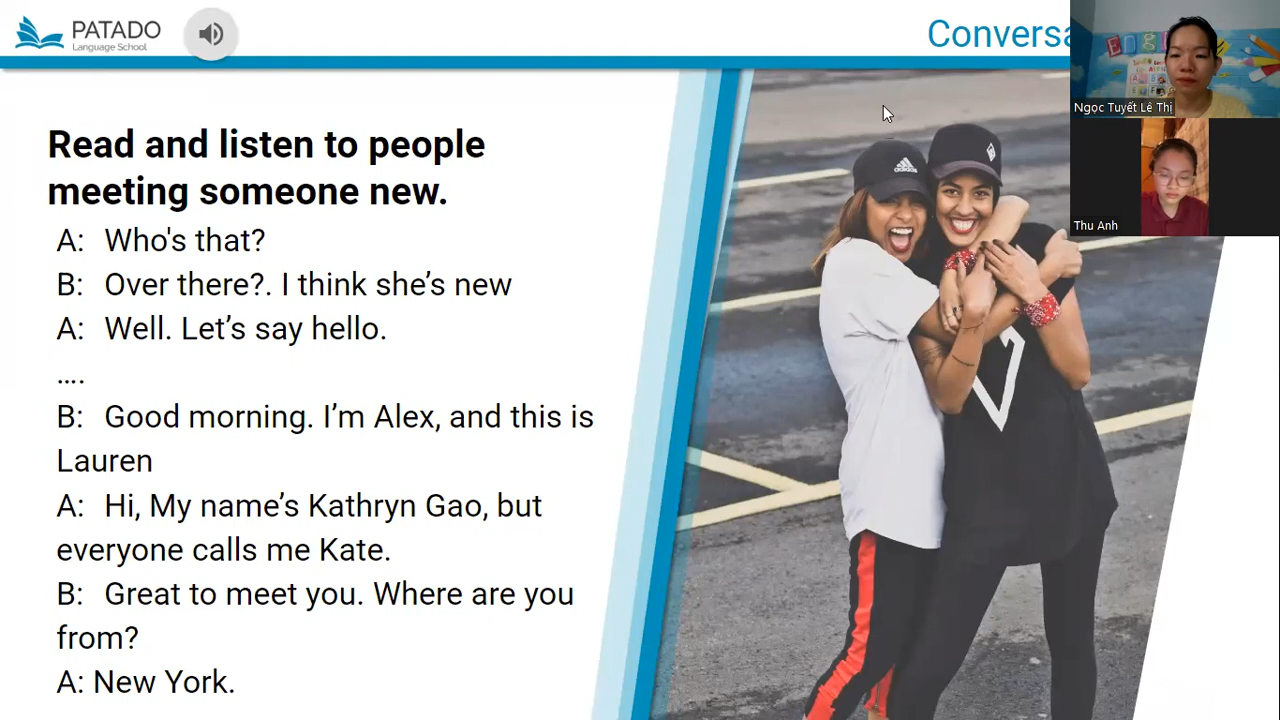 PATADO
Language School
Conversa
Ngọc Tuyết Lê Thị
Thu Anh
Read and listen to people
meeting someone new.
A: Who's that?
B: Over there?. I think she’s new
A: Well. Let’s say hello.
….
B: Good morning. I’m Alex, and this is
Lauren
A: Hi, My name’s Kathryn Gao, but
everyone calls me Kate.
B: Great to meet you. Where are you
from?
A: New York.
adidas